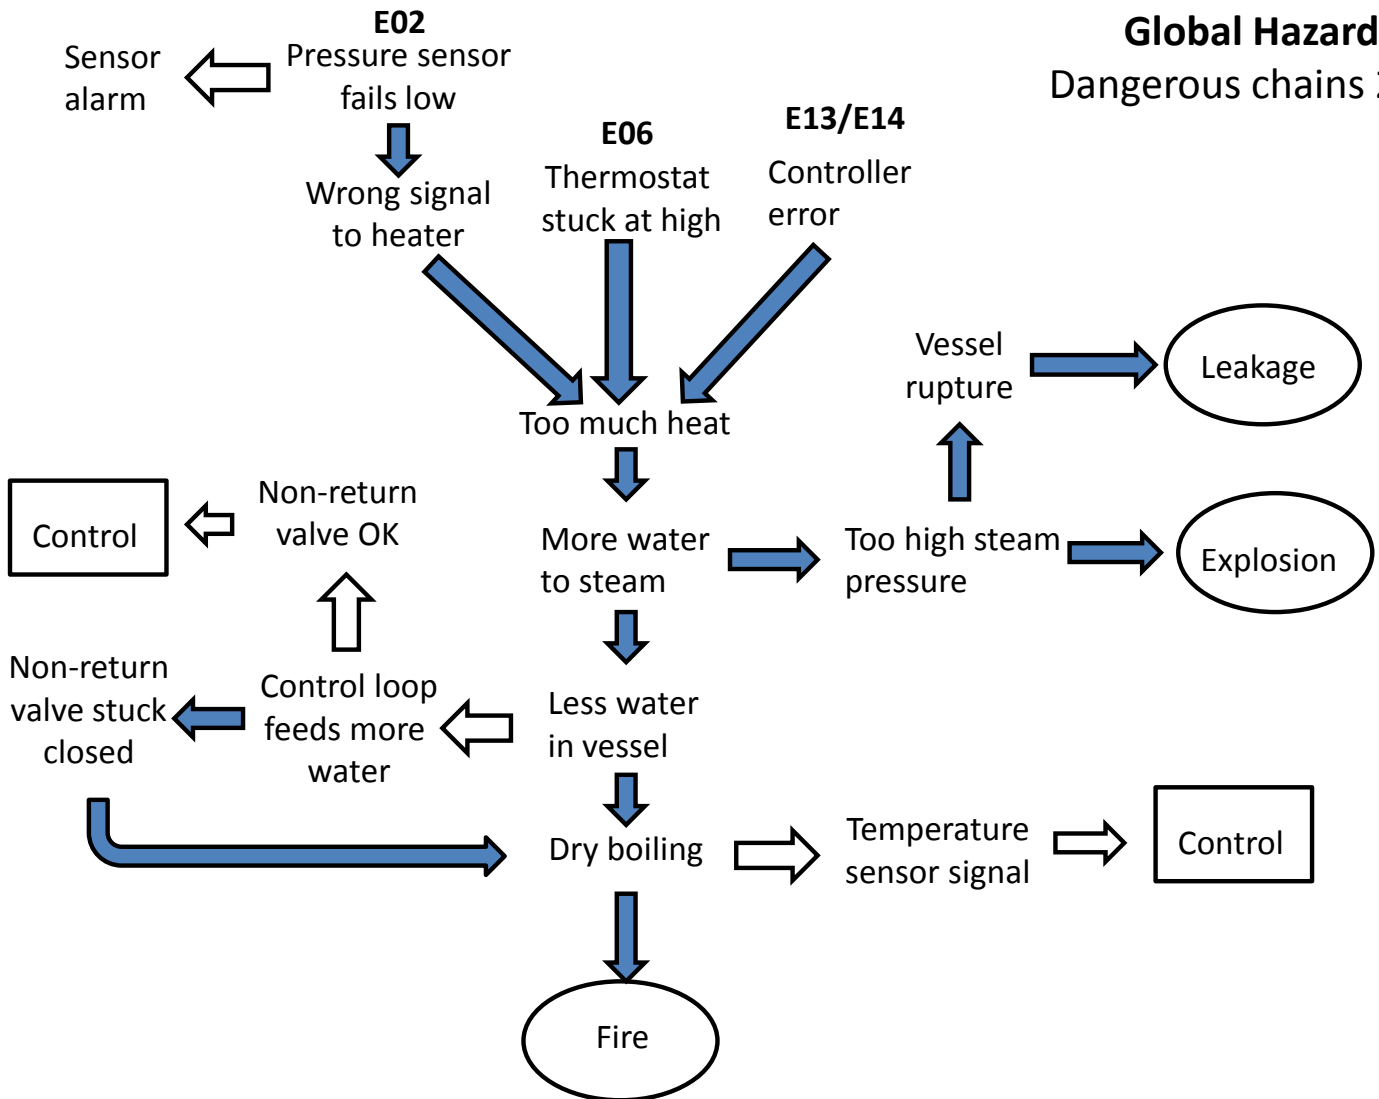 Global Hazard
Dangerous chains
E02
Pressure sensor
fails low
Sensor
alarm
E06
Thermostat
stuck at high
E13/E14
Controller
error
Wrong signal
to heater
Vessel
rupture
Leakage
Too much heat
Non-return
valve OK
Control
More water
to steam
Too high steam
pressure
Explosion
Non-return
valve stuck
closed
Control loop
feeds more
water
Less water
in vessel
Dry boiling
Temperature
sensor signal
Control
Fire